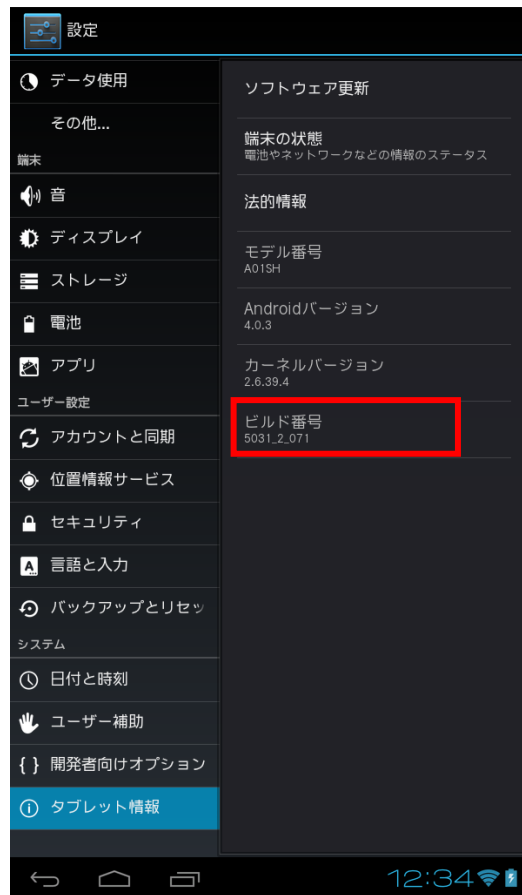 設定
データ使用
その他...
端末
音
ディスプレイ
ストレージ
電池
アプリ
ユーザー設定
アカウントと同期
位置情報サービス
セキュリティ
言語と入力
バックアップとリセッ
システム
日付と時刻
ユーザー補助
{ } 開発者向けオプション
タブレット情報
ソフトウェア更新
端末の状態
電池やネットワークなどの情報のステータス
法的情報
モデル番号
A01SH
Androidバージョン
4.0.3
カーネルバージョン
2.6.39.4
ビルド番号
5031_2_071
12:34